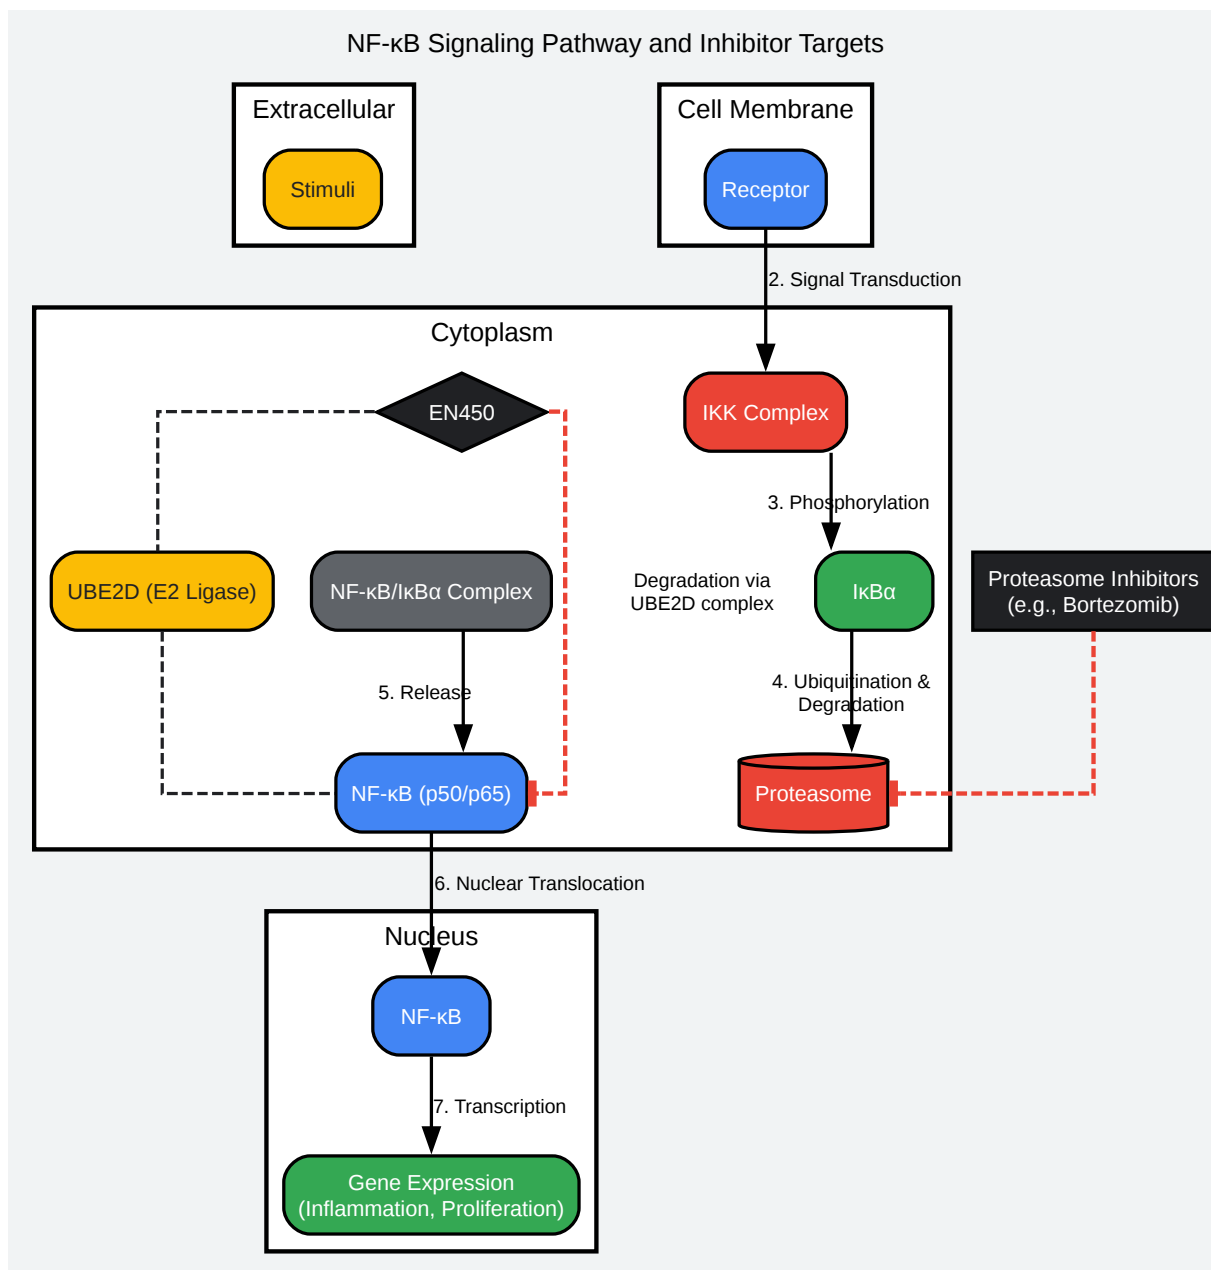 NF-κB Signaling Pathway and Inhibitor Targets
Extracellular
Stimuli
Cell Membrane
Receptor
2. Signal Transduction
Cytoplasm
EN450
IKK Complex
3. Phosphorylation
UBE2D (E2 Ligase)
NF-κB/IκBα Complex
Degradation via
UBE2D complex
IκBα
Proteasome Inhibitors
(e.g., Bortezomib)
5. Release
4. Ubiquitination &
Degradation
NF-κB (p50/p65)
Proteasome
6. Nuclear Translocation
Nucleus
NF-κB
7. Transcription
Gene Expression
(Inflammation, Proliferation)